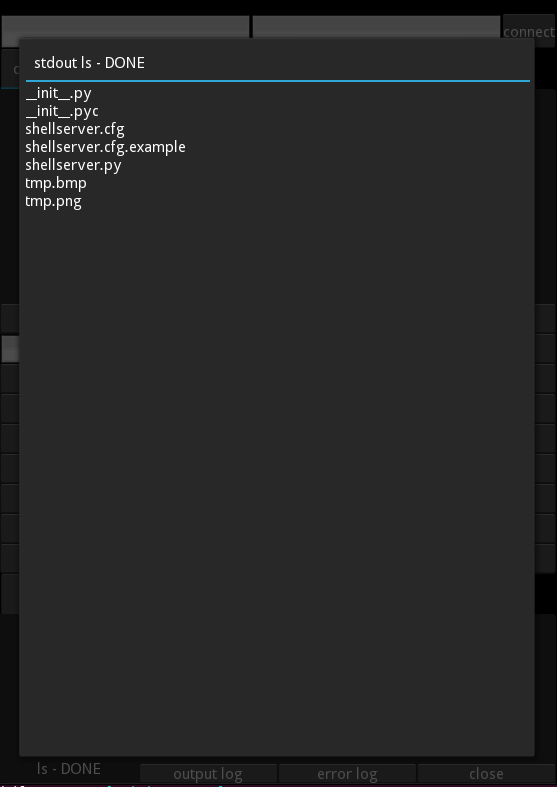 connect
stdout ls - DONE
__init__.py
__init__.pyc
shellserver.cfg
shellserver.cfg.example
shellserver.py
tmp.bmp
tmp.png
ls - DONE
output log
error log
close